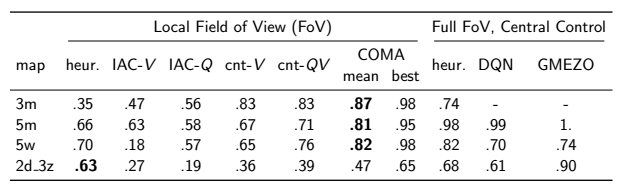 Local Field of View (FoV) Full FoV, Central Control
map heur. IAC-V IAC-Q cnt-V cnt-QV COMA heur. DQN GMEZO
mean best
3m .35 .47 .56 .83 .83 .87 .98 .74 - -
5m .66 .63 .58 .67 .71 .81 .95 .98 .99 1.
5w .70 .18 .57 .65 .76 .82 .98 .82 .70 .74
2d_3z .63 .27 .19 .36 .39 .47 .65 .68 .61 .90